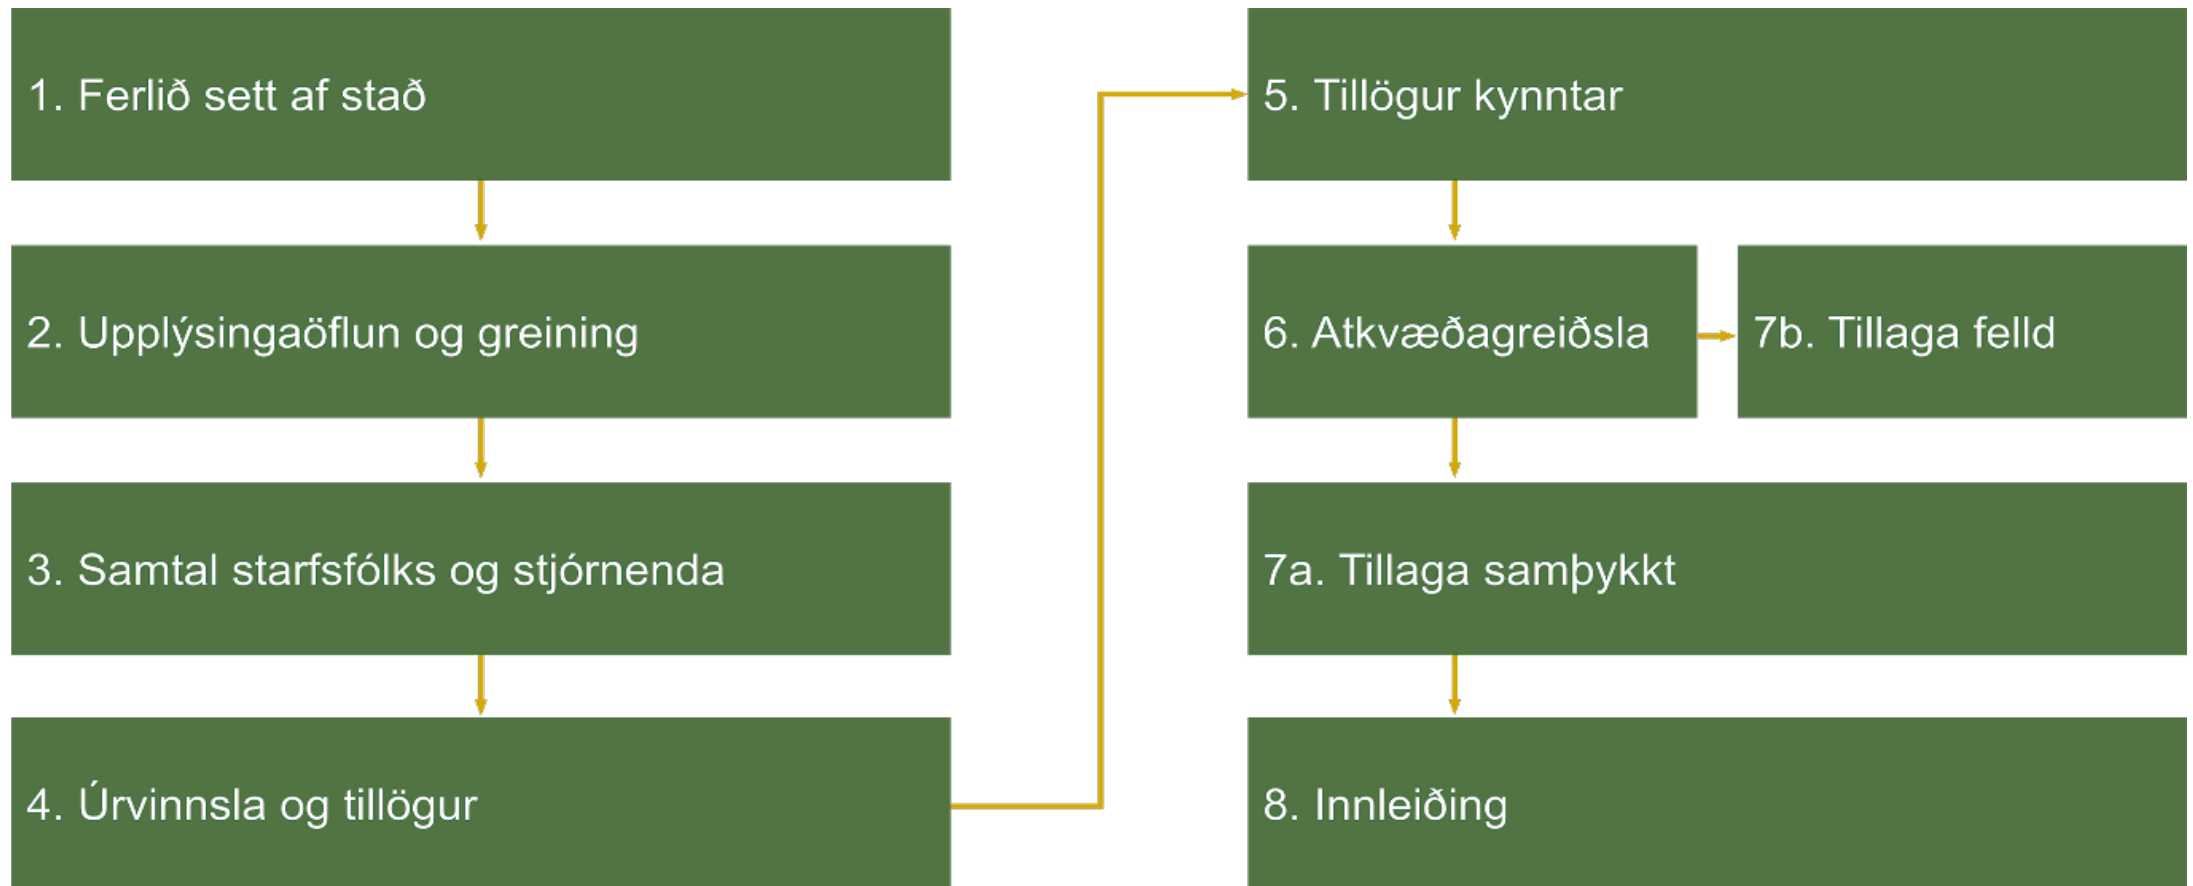 1. Ferlið sett af stað
2. Upplýsingaöflun og greining
3. Samtal starfsfólks og stjórnenda
4. Úrvinnsla og tillögur
5. Tillögur kynntar
6. Atkvæðagreiðsla
7b. Tillaga felld
7a. Tillaga samþykkt
8. Innleiðing